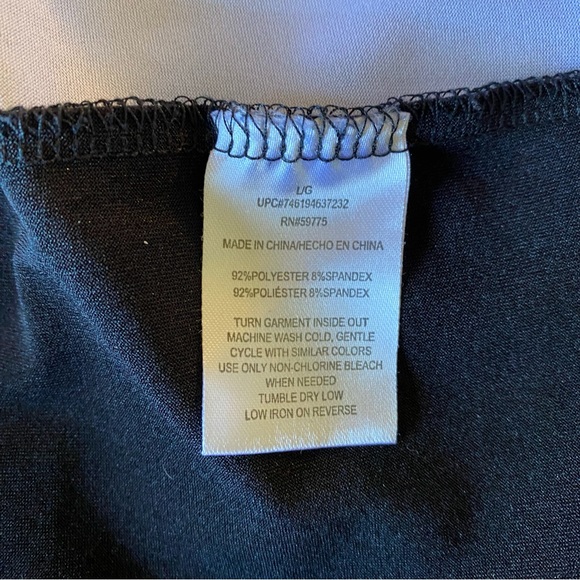 L/G
UPC#746194637232
RN#59775
MADE IN CHINA/HECHO EN CHINA
92%POLYESTER 8%SPANDEX
92%POLIÉSTER 8%SPANDEX
TURN GARMENT INSIDE OUT
MACHINE WASH COLD, GENTLE
CYCLE WITH SIMILAR COLORS
USE ONLY NON-CHLORINE BLEACH
WHEN NEEDED
TUMBLE DRY LOW
LOW IRON ON REVERSE